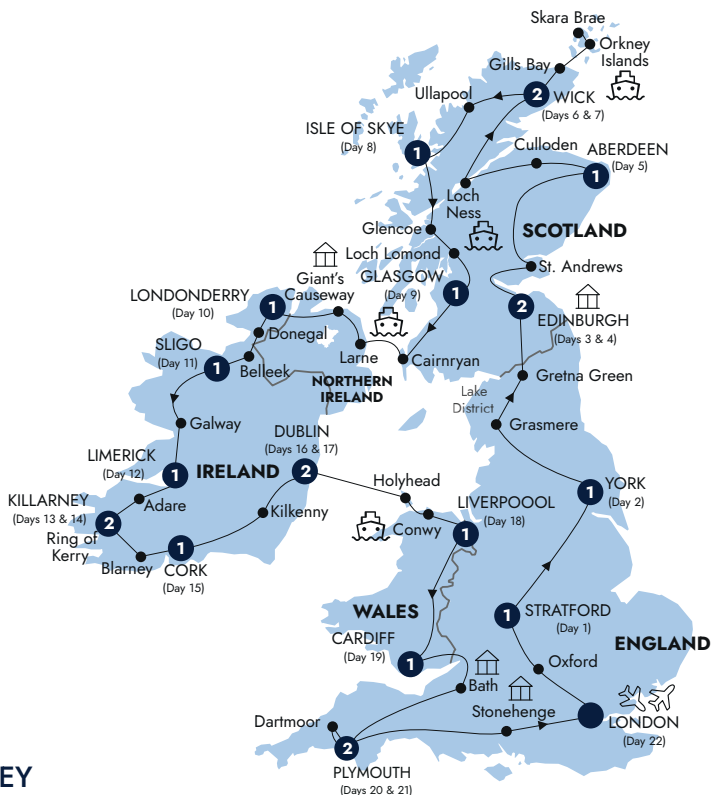 Skara Brae
Orkney
Islands
Gills Bay
2
WICK
(Days 6 & 7)
Ullapool
ISLE OF SKYE
(Day 8)
1
Culloden
ABERDEEN
(Day 5)
1
Loch
Ness
Glencoe
SCOTLAND
Loch Lomond
St. Andrews
GLASGOW
(Day 9)
1
Giant's
Causeway
LONDONDERRY
(Day 10)
1
2
EDINBURGH
(Days 3 & 4)
Donegal
SLIGO
(Day 11)
1
Belleek
Larne
Cairnryan
NORTHERN
IRELAND
Gretna Green
Lake
District
Grasmere
Galway
DUBLIN
(Days 16 & 17)
2
LIMERICK
(Day 12)
1
IRELAND
Holyhead
YORK
(Day 2)
1
KILLARNEY
(Days 13 & 14)
2
Adare
Ring of
Kerry
Kilkenny
LIVERPOOOL
(Day 18)
1
Conwy
Blarney
1
CORK
(Day 15)
WALES
STRATFORD
(Day 1)
1
ENGLAND
CARDIFF
(Day 19)
1
Oxford
Bath
Stonehenge
LONDON
(Day 22)
Dartmoor
2
PLYMOUTH
(Days 20 & 21)
EY